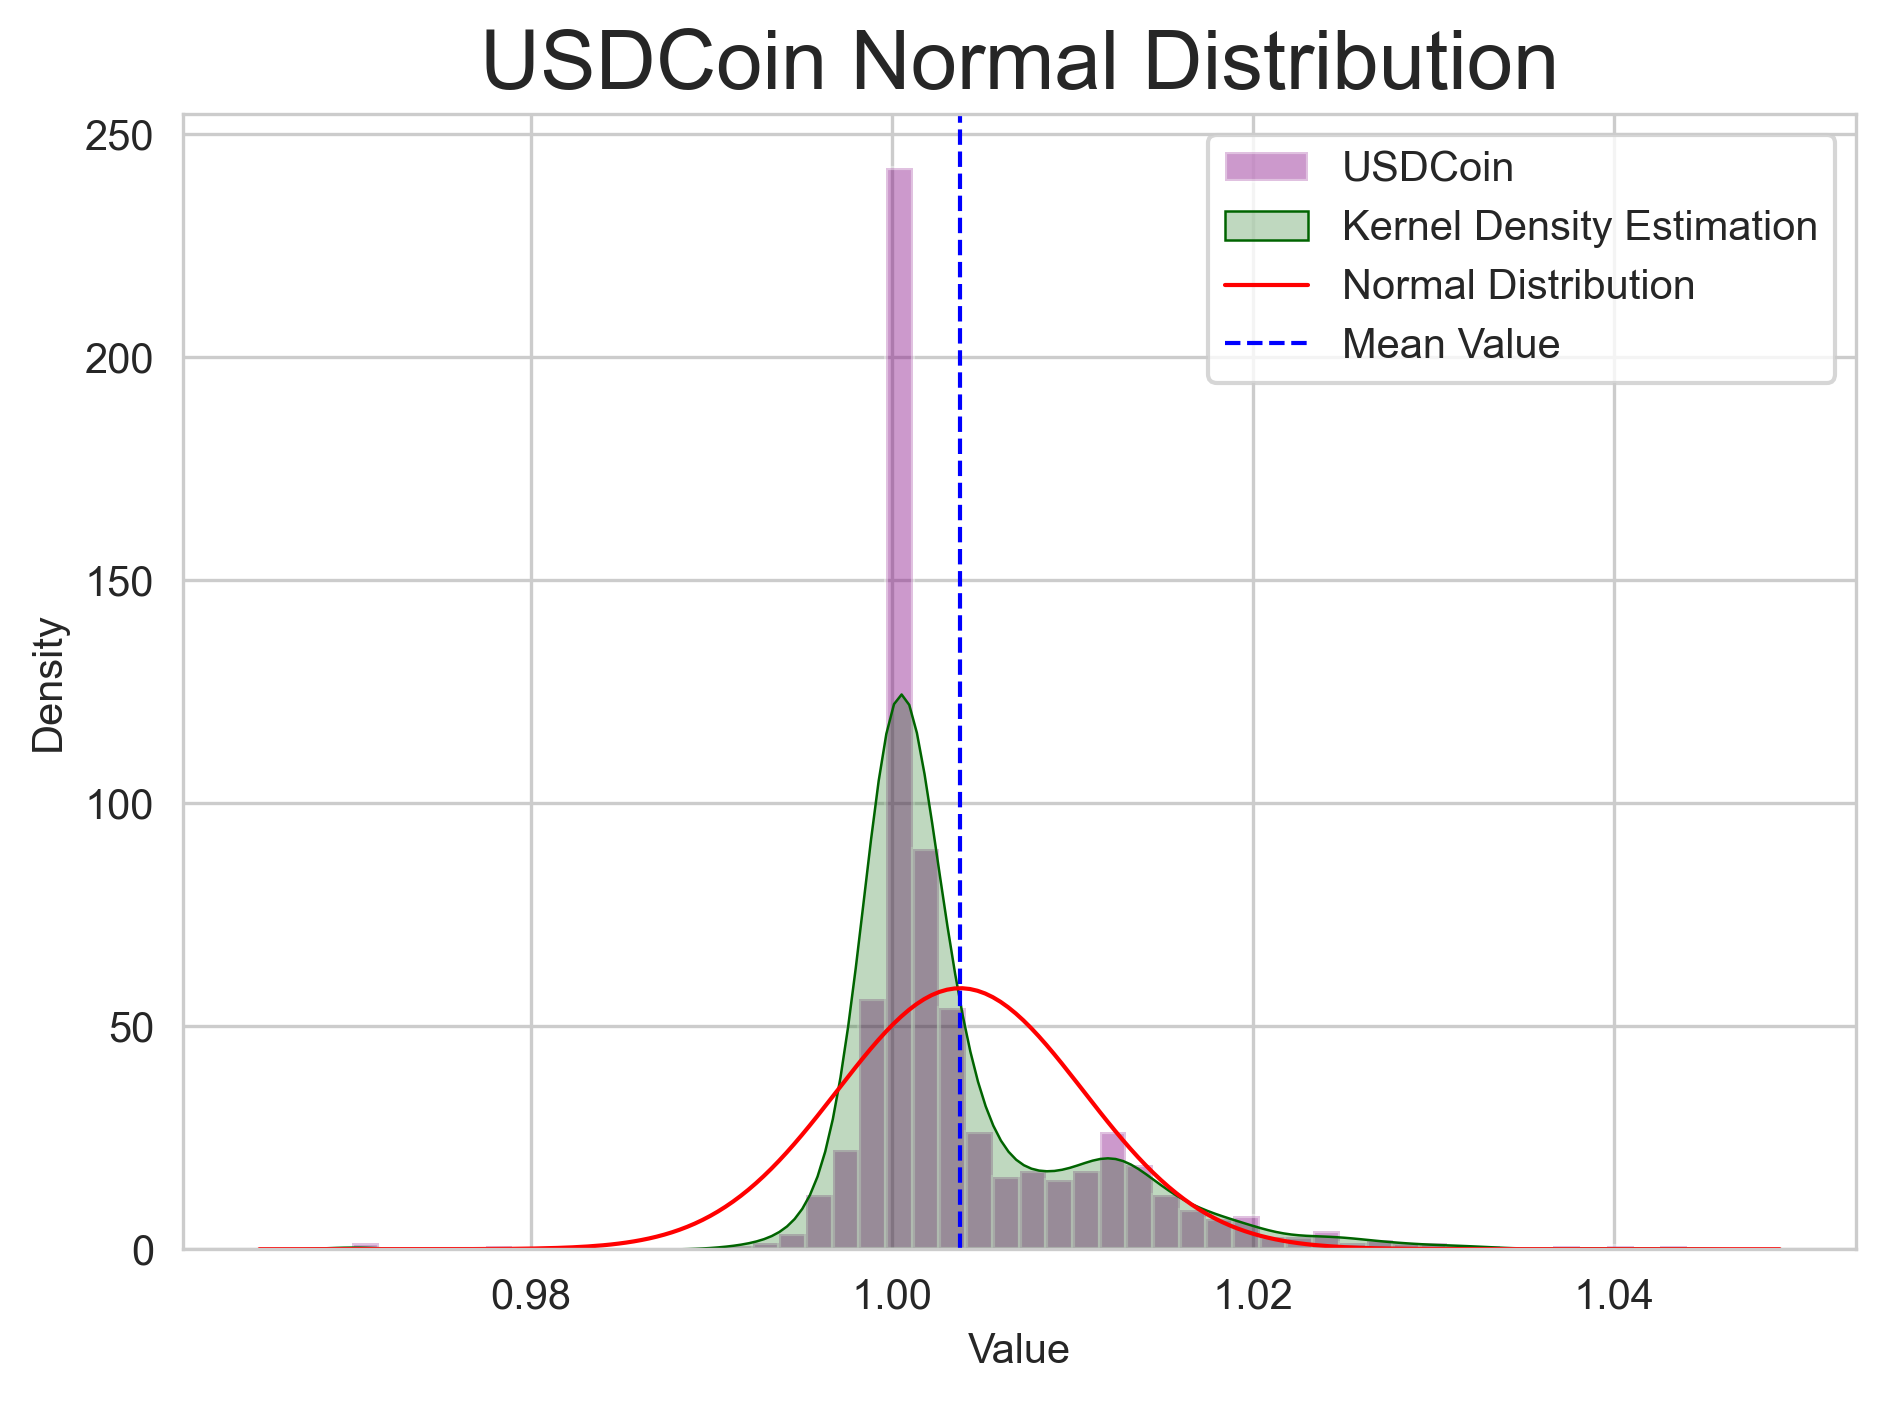 USDCoin Normal Distribution
250
200
150
100
50
0
Density
USDCoin
Kernel Density Estimation
Normal Distribution
Mean Value
0.98 1.00 1.02 1.04
Value